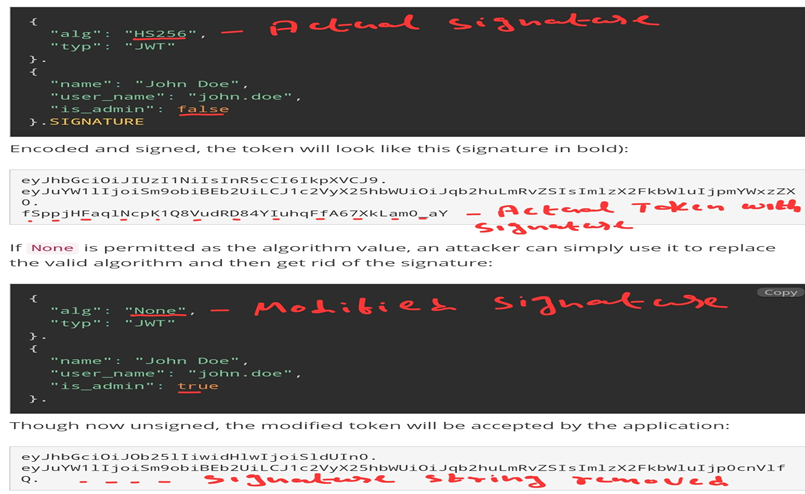 {
"alg": "HS256", - Actual signature
"typ": "JWT"
}.
{
"name": "John Doe",
"user_name": "john.doe",
"is_admin": false
}.SIGNATURE
Encoded and signed, the token will look like this (signature in bold):
eyJhbGciOiJIUzI1NiIsInR5cCI6IkpXVCJ9.
eyJuYW1lIjoiSm9obiBEb2UiLCJ1c2VyX25hbWUiOiJqb2huLmRvZSIsImlzX2FkbWluIjpmYWxzZX
0.
fSppjHFaqlNcpK1Q8VudRD84YIuhqFfA67XkLam0_aY - Actual Token with
signature
If None is permitted as the algorithm value, an attacker can simply use it to replace
the valid algorithm and then get rid of the signature:
Copy
{
"alg": "None", - Modified signature
"typ": "JWT"
}.
{
"name": "John Doe",
"user_name": "john.doe",
"is_admin": true
}.
Though now unsigned, the modified token will be accepted by the application:
eyJhbGciOiJOb25lIiwidHlwIjoiSldUIn0.
eyJuYW1lIjoiSm9obiBEb2UiLCJ1c2VyX25hbWUiOiJqb2huLmRvZSIsImlzX2FkbWluIjp0cnVlf
Q. - - - - signature string removed